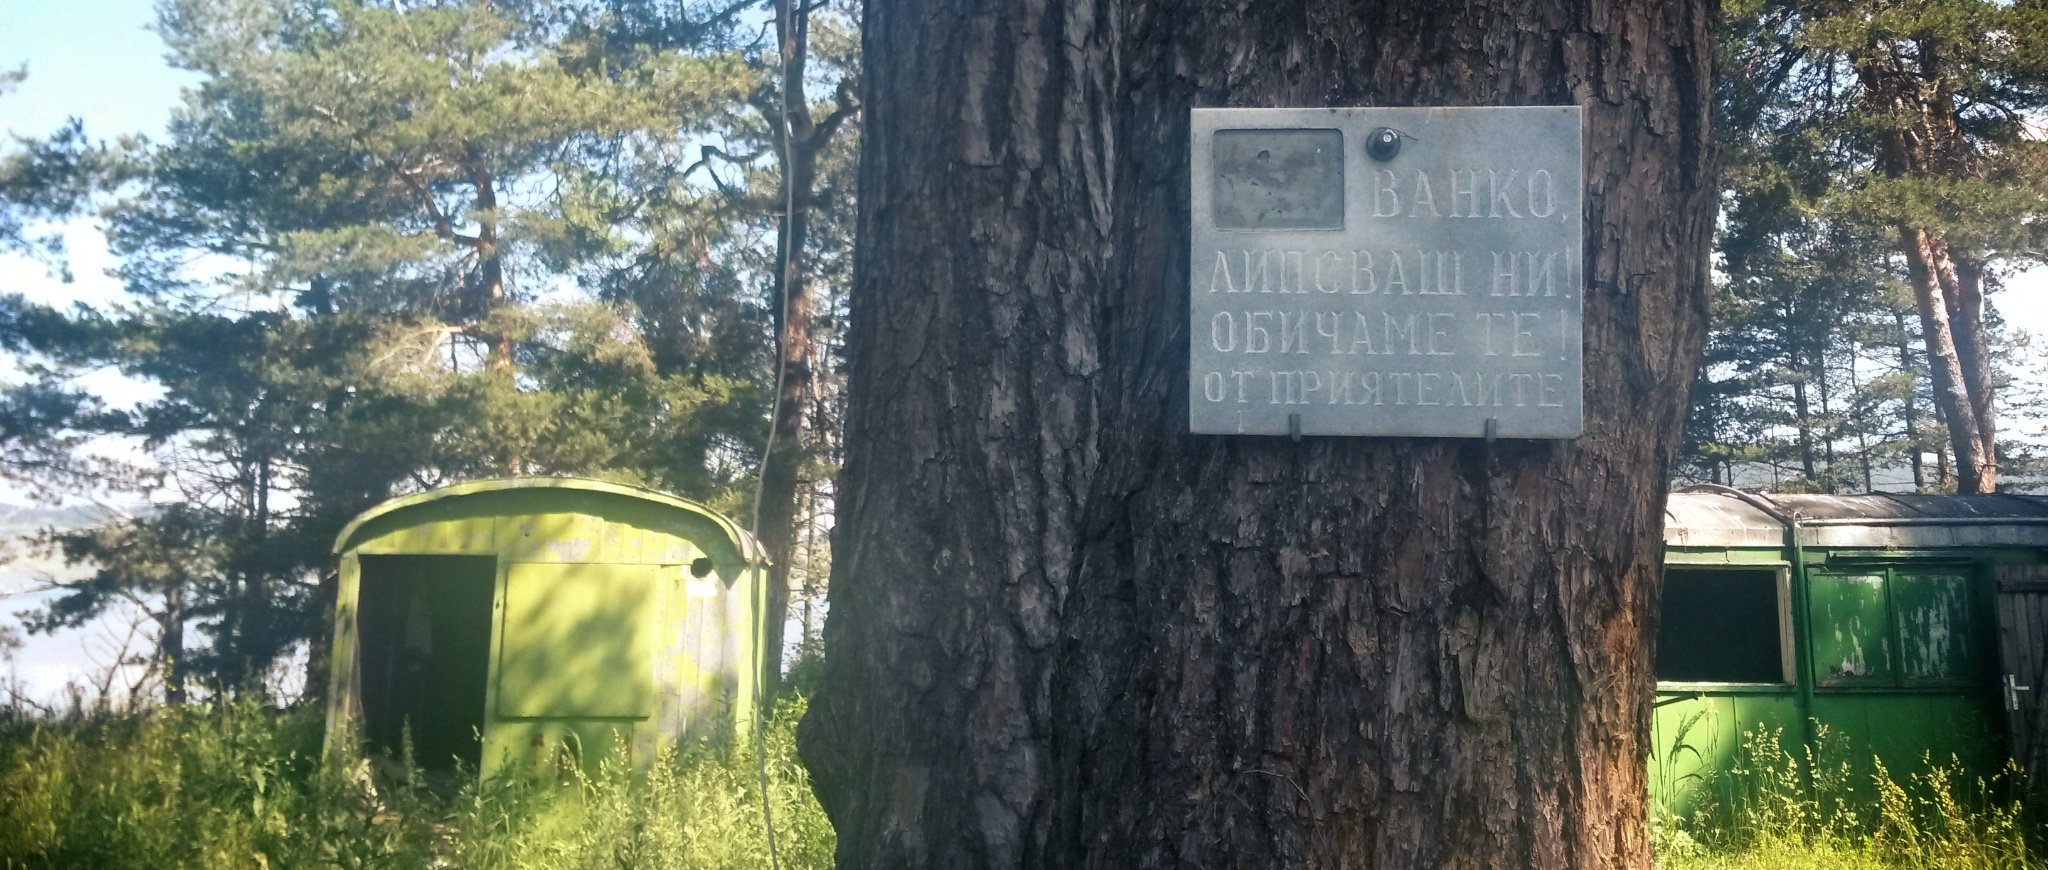 ВАНКО,
ЛИПСВАШ НИ!
ОБИЧАМЕ ТЕ!
ОТ ПРИЯТЕЛИТЕ